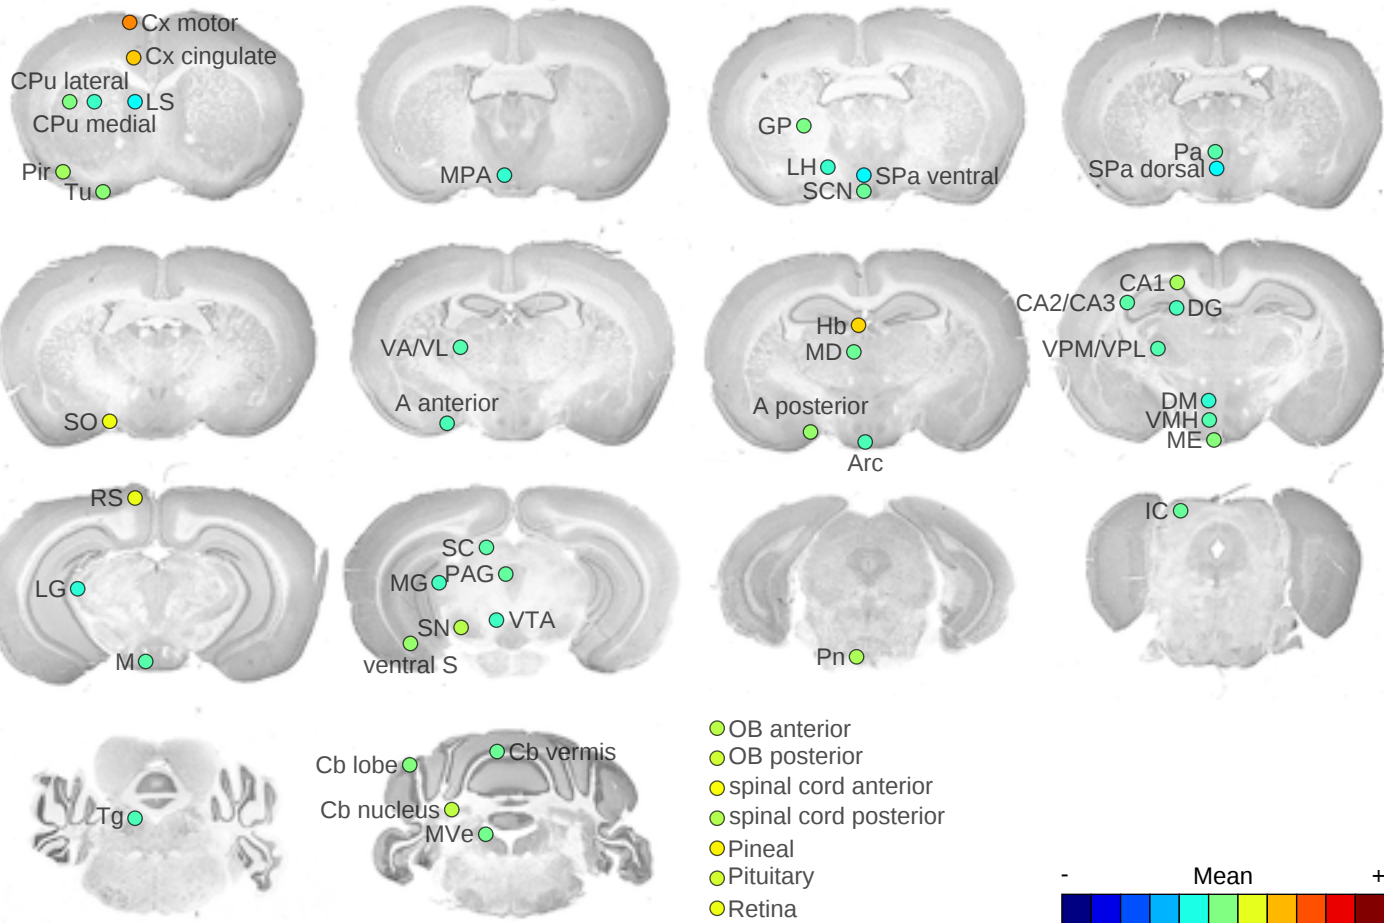 Cx motor
Cx cingulate
CPu lateral
LS
CPu medial
Pir
Tu
MPA
GP
LH
SPa ventral
SCN
Pa
SPa dorsal
SO
VA/VL
A anterior
Hb
MD
A posterior
Arc
CA1
CA2/CA3
DG
VPM/VPL
DM
VMH
ME
RS
LG
M
SC
MG
PAG
SN
VTA
ventral S
Pn
IC
Tg
Cb lobe
Cb vermis
Cb nucleus
MVe
OB anterior
OB posterior
spinal cord anterior
spinal cord posterior
Pineal
Pituitary
Retina
- Mean +